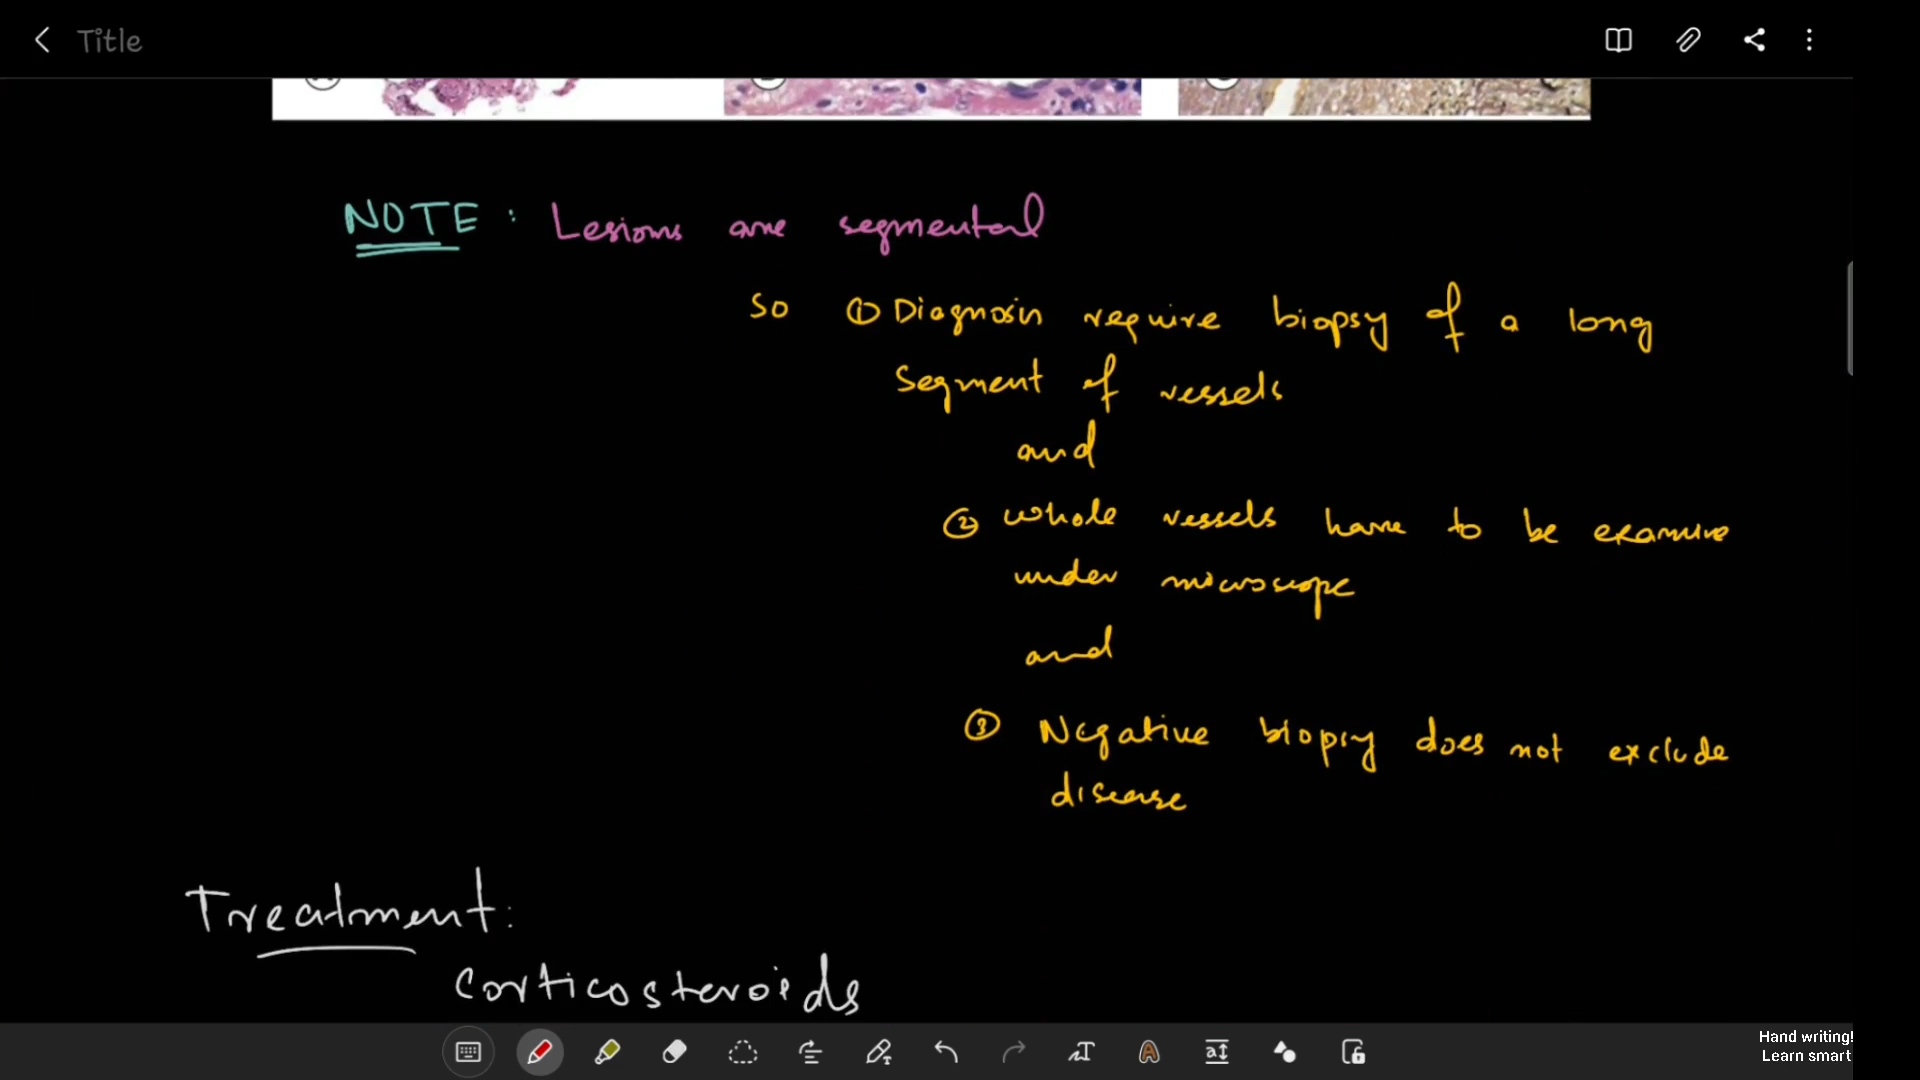 Title
NOTE : Lesions are segmental
So ① Diagnosis require biopsy of a long
Segment of vessels
and
② whole vessels have to be examine
under microscope
and
③ Negative biopsy does not exclude
disease
Treatment:
corticosteroids
Hand writing!
Learn smart